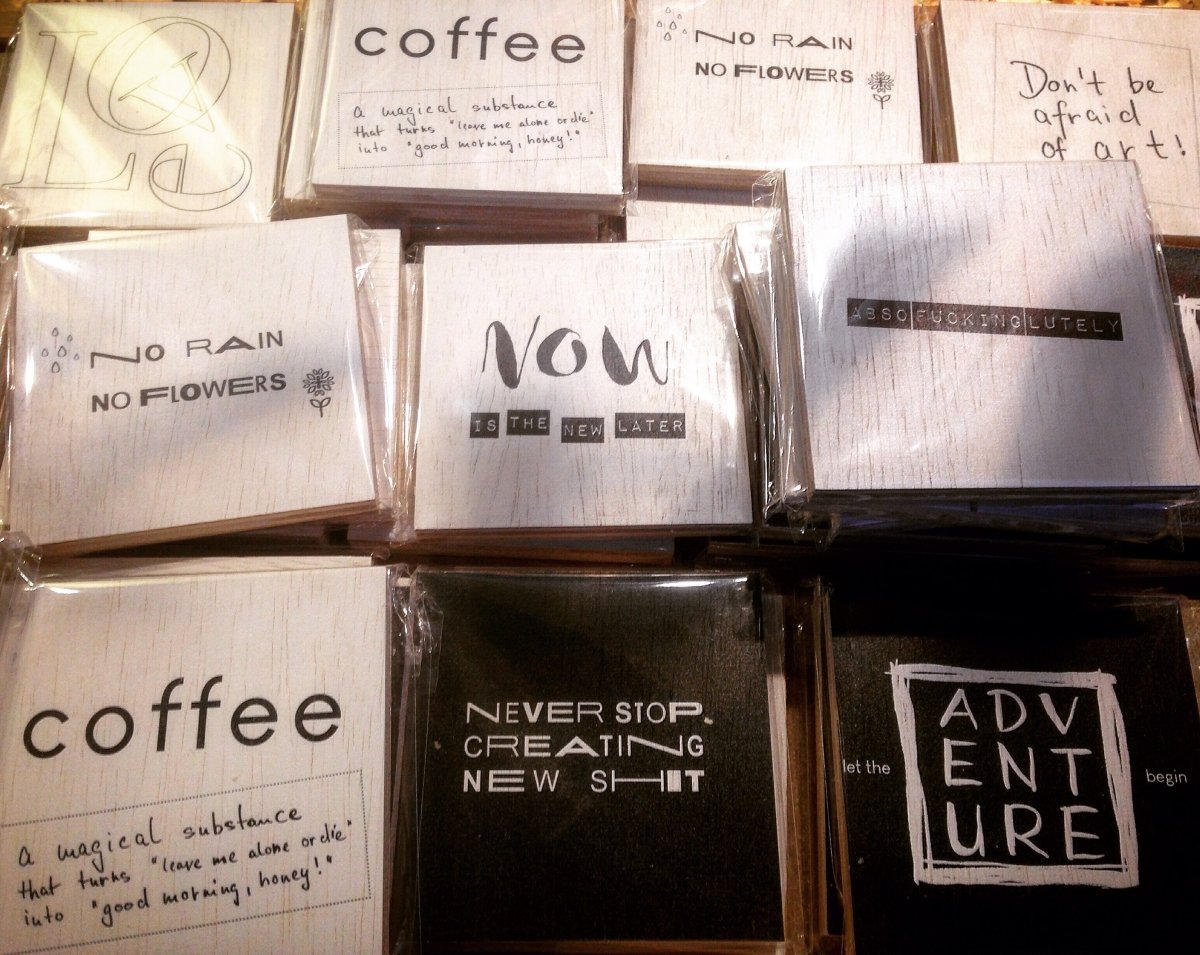 coffee
a magical substance
that turns "leave me alone or die"
into "good morning, honey!"
NO RAIN
NO FLOWERS
Don't be
afraid
of art!
NO RAIN
NO FLOWERS
NOW
IS THE NEW LATER
ABSOFUCKINGLUTELY
coffee
a magical substance
that turns "leave me alone or die"
into "good morning, honey!"
NEVER STOP
CREATING
NEW SHIT
let the
ADV
ENT
URE
begin